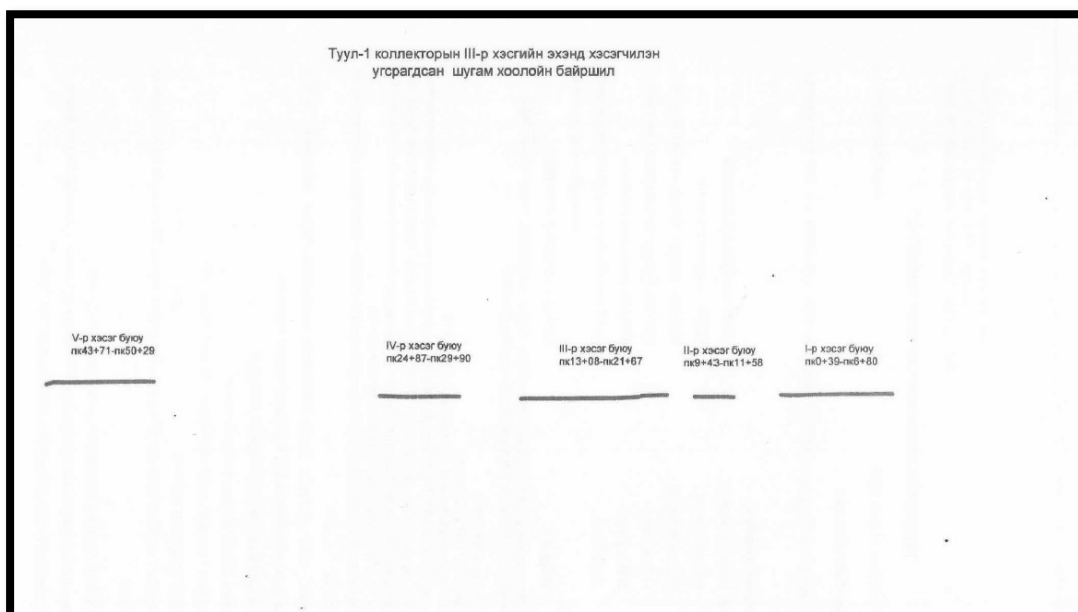 Туул-1 коллекторын III-р хэсгийн эхэнд хэсэгчилэн
угсрагдсан шугам хоолойн байршил
V-р хэсэг буюу
пк43+71-пк50+29
IV-р хэсэг буюу
пк24+87-пк29+90
III-р хэсэг буюу
пк13+08-пк21+67
II-р хэсэг буюу
пк9+43-пк11+58
I-р хэсэг буюу
пк0+39-пк6+80